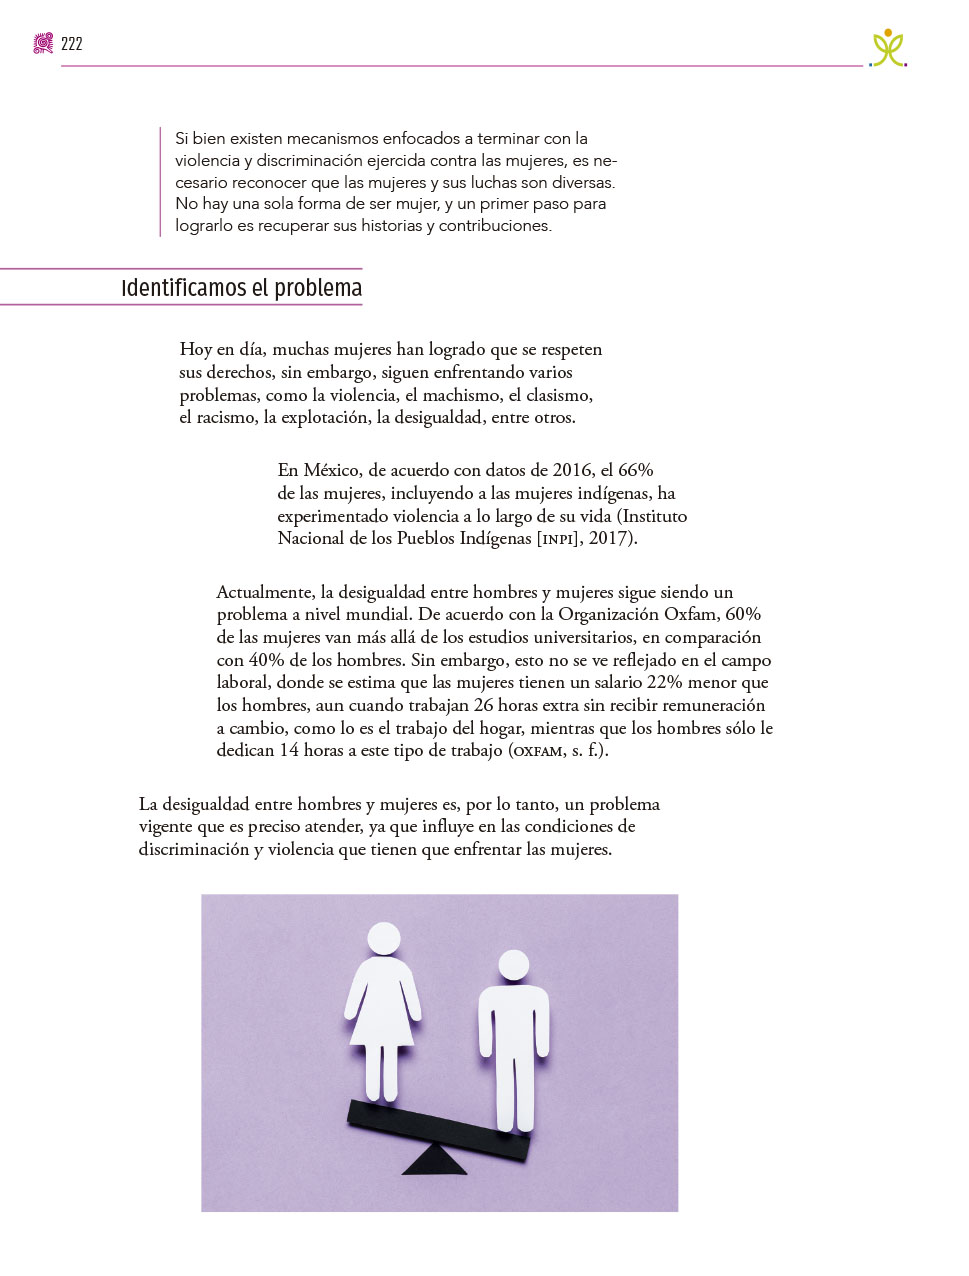 222
Si bien existen mecanismos enfocados a terminar con la
violencia y discriminación ejercida contra las mujeres, es ne-
cesario reconocer que las mujeres y sus luchas son diversas.
No hay una sola forma de ser mujer, y un primer paso para
lograrlo es recuperar sus historias y contribuciones.
Identificamos el problema
Hoy en día, muchas mujeres han logrado que se respeten
sus derechos, sin embargo, siguen enfrentando varios
problemas, como la violencia, el machismo, el clasismo,
el racismo, la explotación, la desigualdad, entre otros.
En México, de acuerdo con datos de 2016, el 66%
de las mujeres, incluyendo a las mujeres indígenas, ha
experimentado violencia a lo largo de su vida (Instituto
Nacional de los Pueblos Indígenas [INPI], 2017).
Actualmente, la desigualdad entre hombres y mujeres sigue siendo un
problema a nivel mundial. De acuerdo con la Organización Oxfam, 60%
de las mujeres van más allá de los estudios universitarios, en comparación
con 40% de los hombres. Sin embargo, esto no se ve reflejado en el campo
laboral, donde se estima que las mujeres tienen un salario 22% menor que
los hombres, aun cuando trabajan 26 horas extra sin recibir remuneración
a cambio, como lo es el trabajo del hogar, mientras que los hombres sólo le
dedican 14 horas a este tipo de trabajo (OXFAM, s. f.).
La desigualdad entre hombres y mujeres es, por lo tanto, un problema
vigente que es preciso atender, ya que influye en las condiciones de
discriminación y violencia que tienen que enfrentar las mujeres.